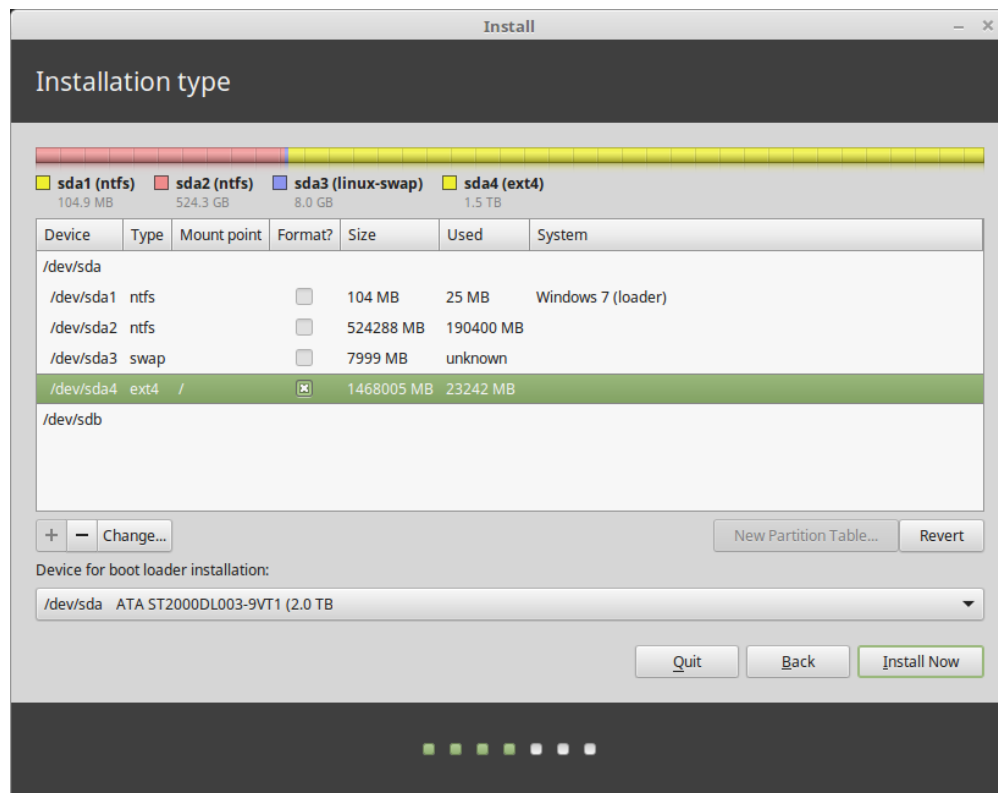 Install
Installation type
sda1 (ntfs) sda2 (ntfs) sda3 (linux-swap) sda4 (ext4)
104.9 MB 524.3 GB 8.0 GB 1.5 TB
Device Type Mount point Format? Size Used System
/dev/sda
/dev/sda1 ntfs 104 MB 25 MB Windows 7 (loader)
/dev/sda2 ntfs 524288 MB 190400 MB
/dev/sda3 swap 7999 MB unknown
/dev/sda4 ext4 / 1468005 MB 23242 MB
/dev/sdb
+ − Change... New Partition Table... Revert
Device for boot loader installation:
/dev/sda ATA ST2000DL003-9VT1 (2.0 TB
Quit Back Install Now